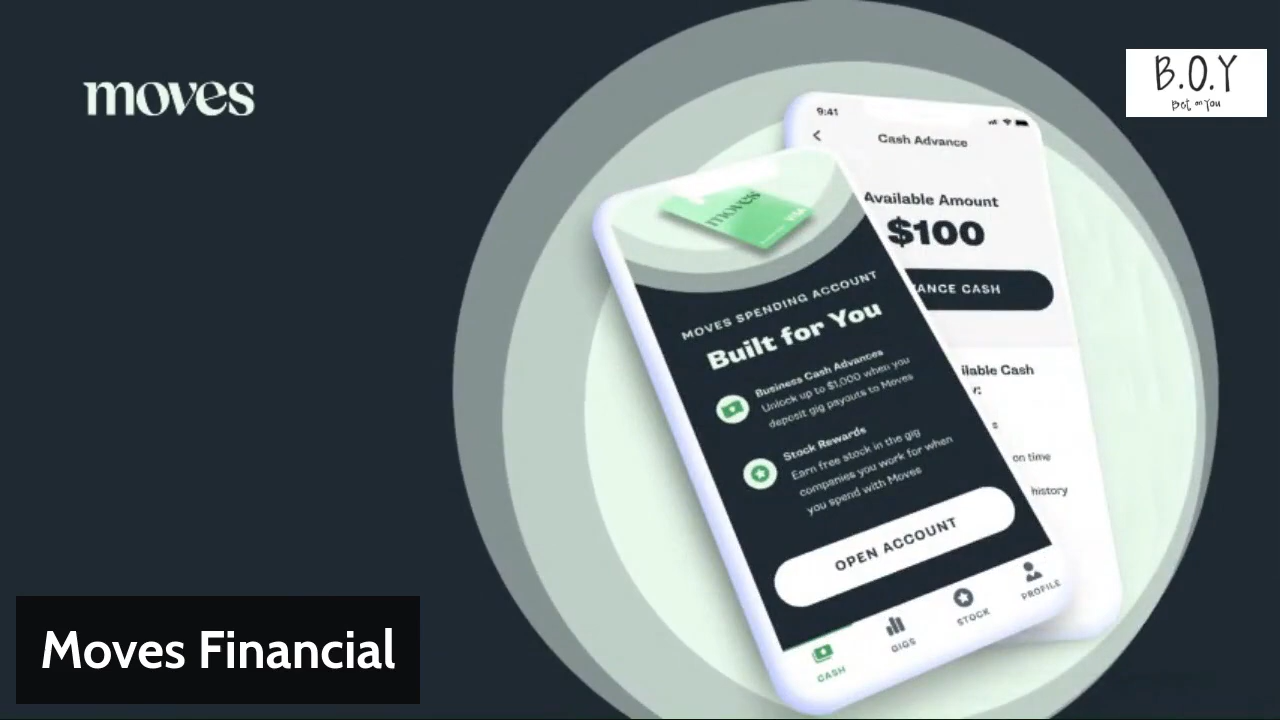 moves
B.O.Y
Bet on You
9:41
Cash Advance
Available Amount
$100
ANCE CASH
ilable Cash
on time
history
moves
VISA
MOVES SPENDING ACCOUNT
Built for You
Business Cash Advances
Unlock up to $1,000 when you
deposit gig payouts to Moves
Stock Rewards
Earn free stock in the gig
companies you work for when
you spend with Moves
OPEN ACCOUNT
CASH
GIGS
STOCK
PROFILE
Moves Financial